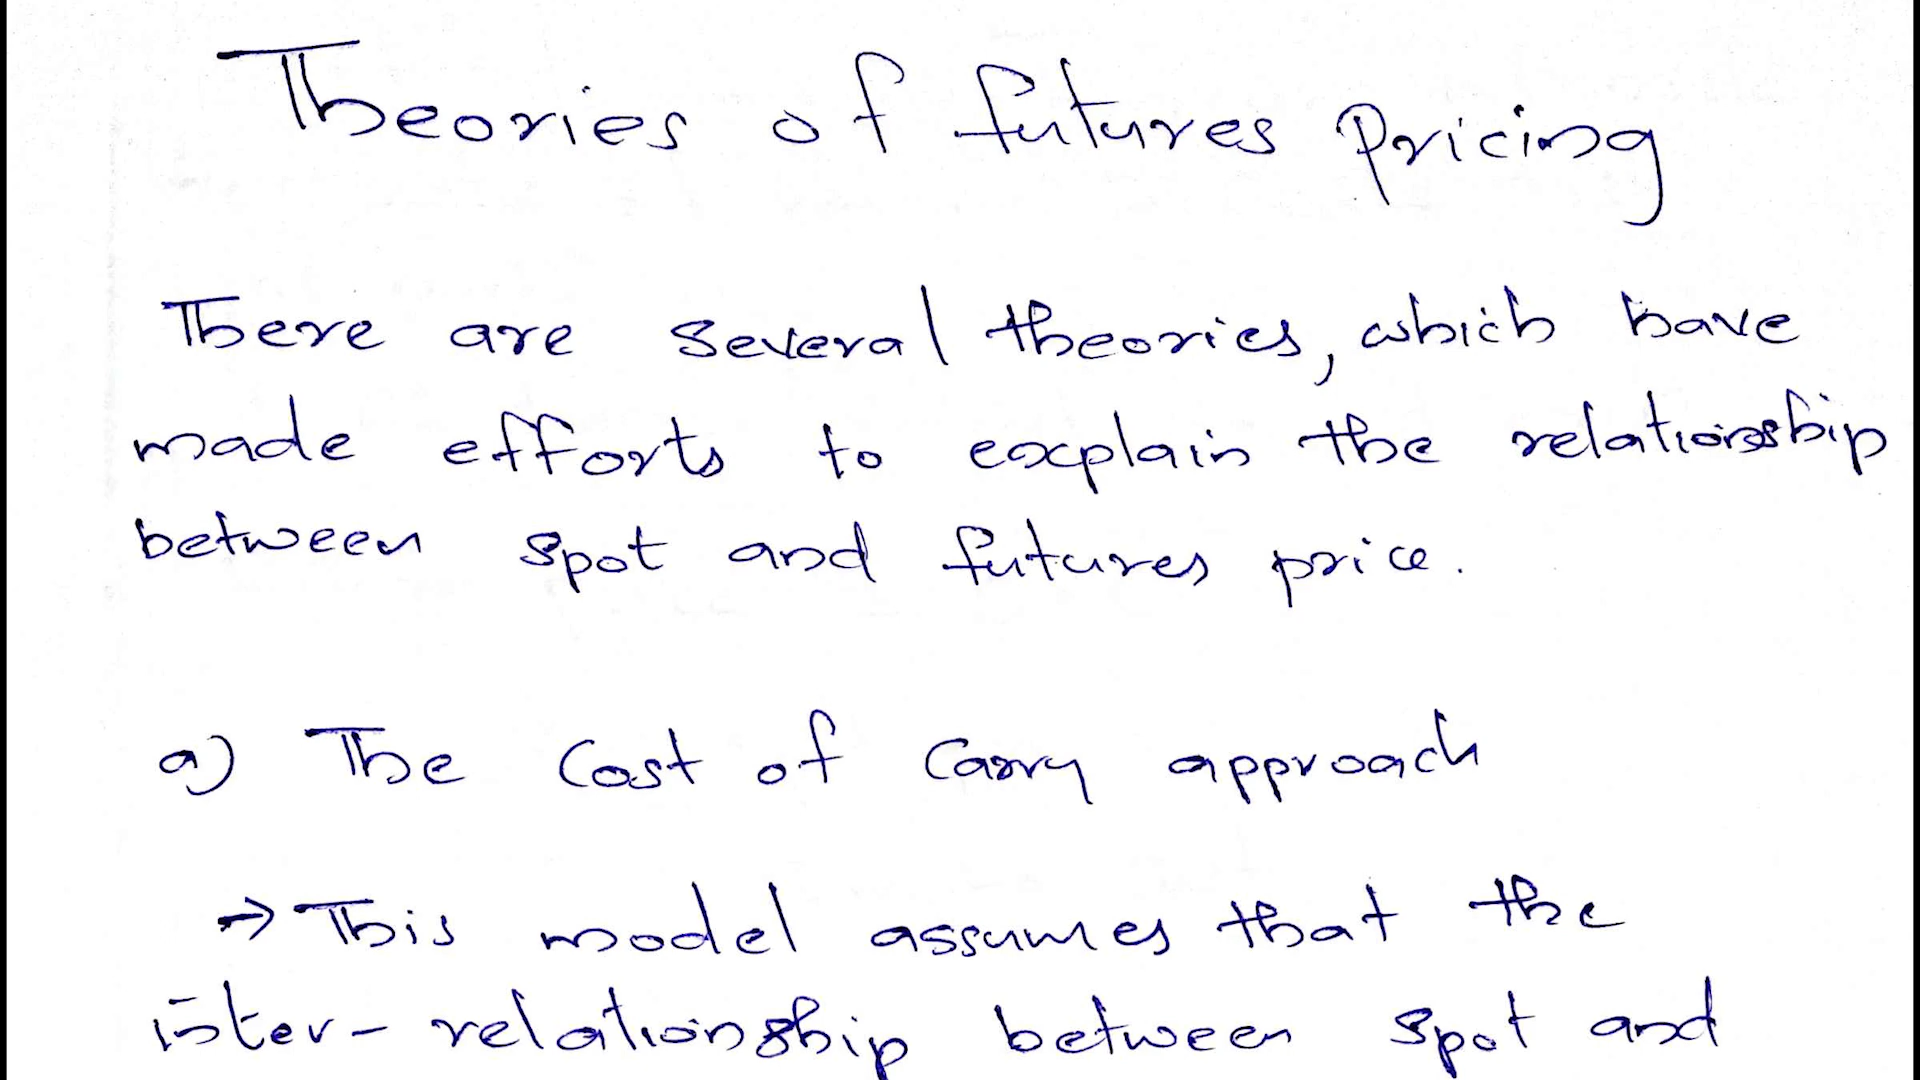 Theories of futures Pricing
There are several theories, which have
made efforts to explain the relationship
between spot and futures price.
a) The Cost of Carry approach
→ This model assumes that the
inter-relationship between spot and